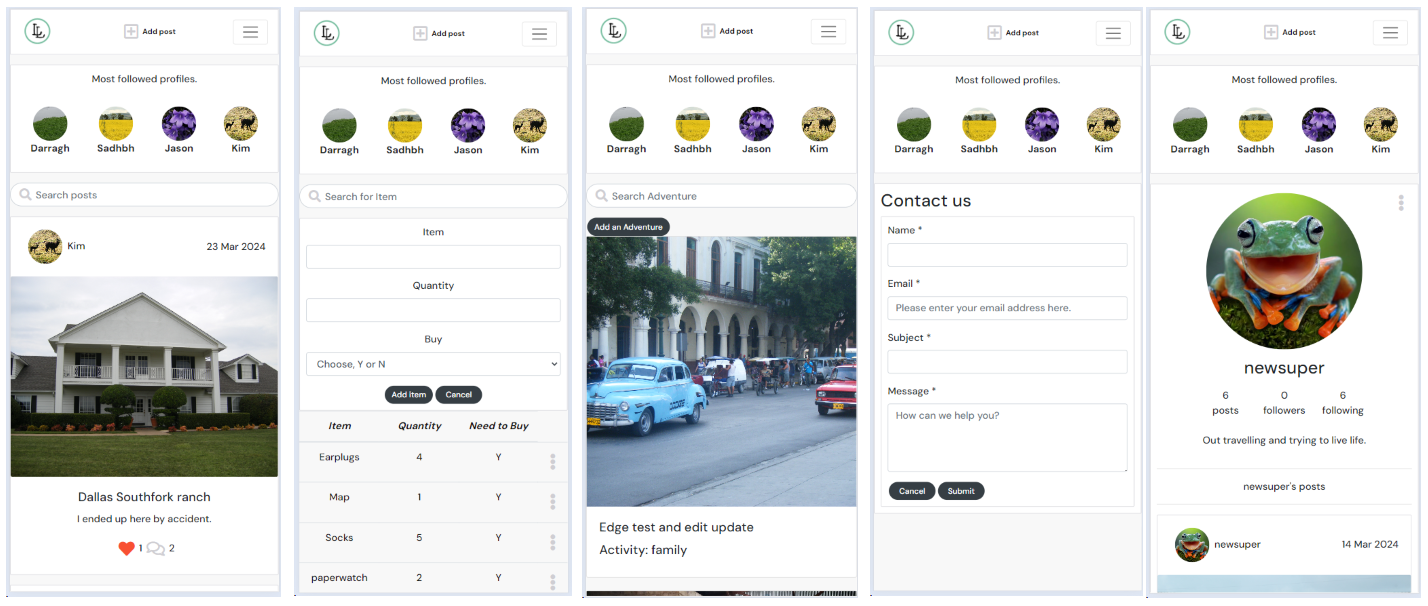 LL
Add post
Most followed profiles.
Darragh Sadhbh Jason Kim
Search posts
Kim 23 Mar 2024
Dallas Southfork ranch
I ended up here by accident.
1 2
LL
Add post
Most followed profiles.
Darragh Sadhbh Jason Kim
Search for Item
Item
Quantity
Buy
Choose, Y or N
Add Item Cancel
Item Quantity Need to Buy
Earplugs 4 Y
Map 1 Y
Socks 5 Y
paperwatch 2 Y
LL
Add post
Most followed profiles.
Darragh Sadhbh Jason Kim
Search Adventure
Add an Adventure
Edge test and edit update
Activity: family
LL
Add post
Most followed profiles.
Darragh Sadhbh Jason Kim
Contact us
Name *
Email *
Please enter your email address here.
Subject *
Message *
How can we help you?
Cancel Submit
LL
Add post
Most followed profiles.
Darragh Sadhbh Jason Kim
newsuper
6 0 6
posts followers following
Out travelling and trying to live life.
newsuper's posts
newsuper 14 Mar 2024